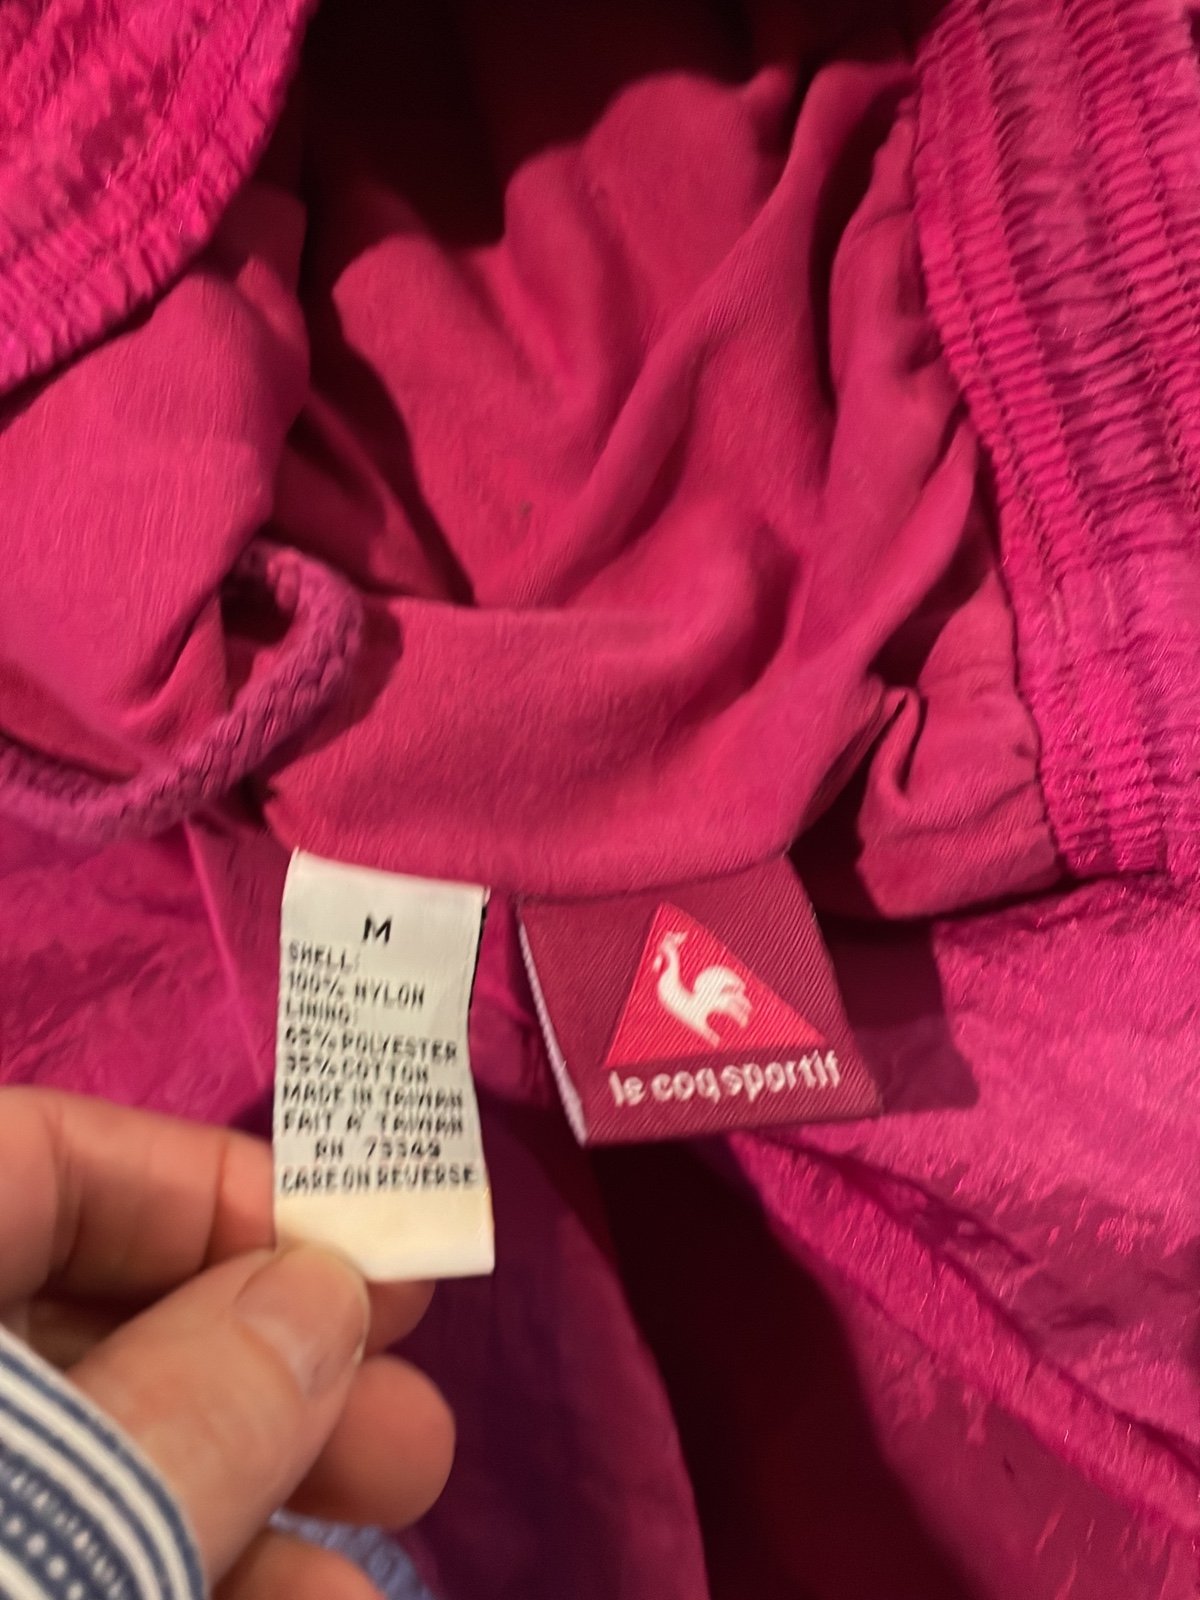 M
SHELL:
100% NYLON
LINING:
65% POLYESTER
35% COTTON
MADE IN TAIWAN
FAIT A' TAIWAN
RN 73349
CARE ON REVERSE
le coq sportif